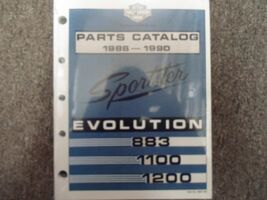 PARTS CATALOG
1986—1990
Sportster
EVOLUTION
883
1100
1200